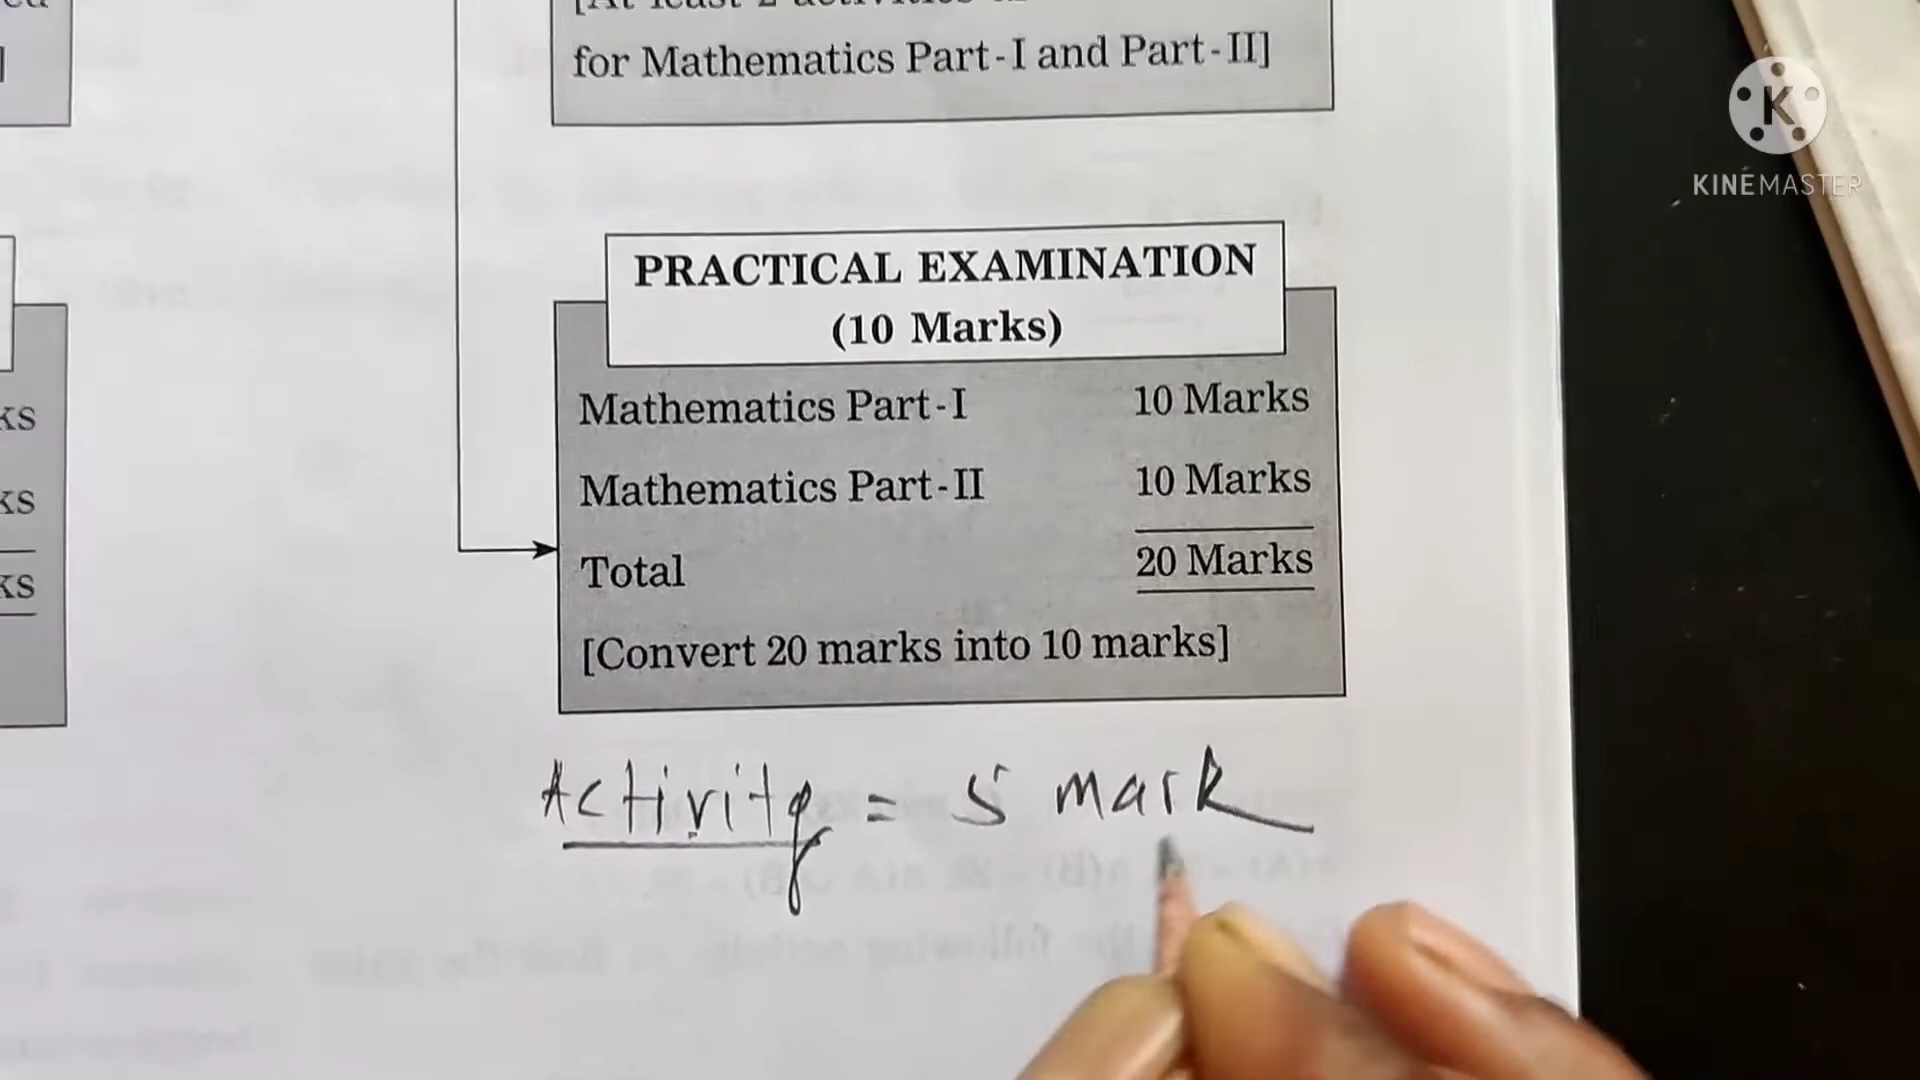 for Mathematics Part-I and Part-II]
KINEMASTER
PRACTICAL EXAMINATION
(10 Marks)
Mathematics Part-I 10 Marks
Mathematics Part-II 10 Marks
Total 20 Marks
[Convert 20 marks into 10 marks]
Activity = 5 mark